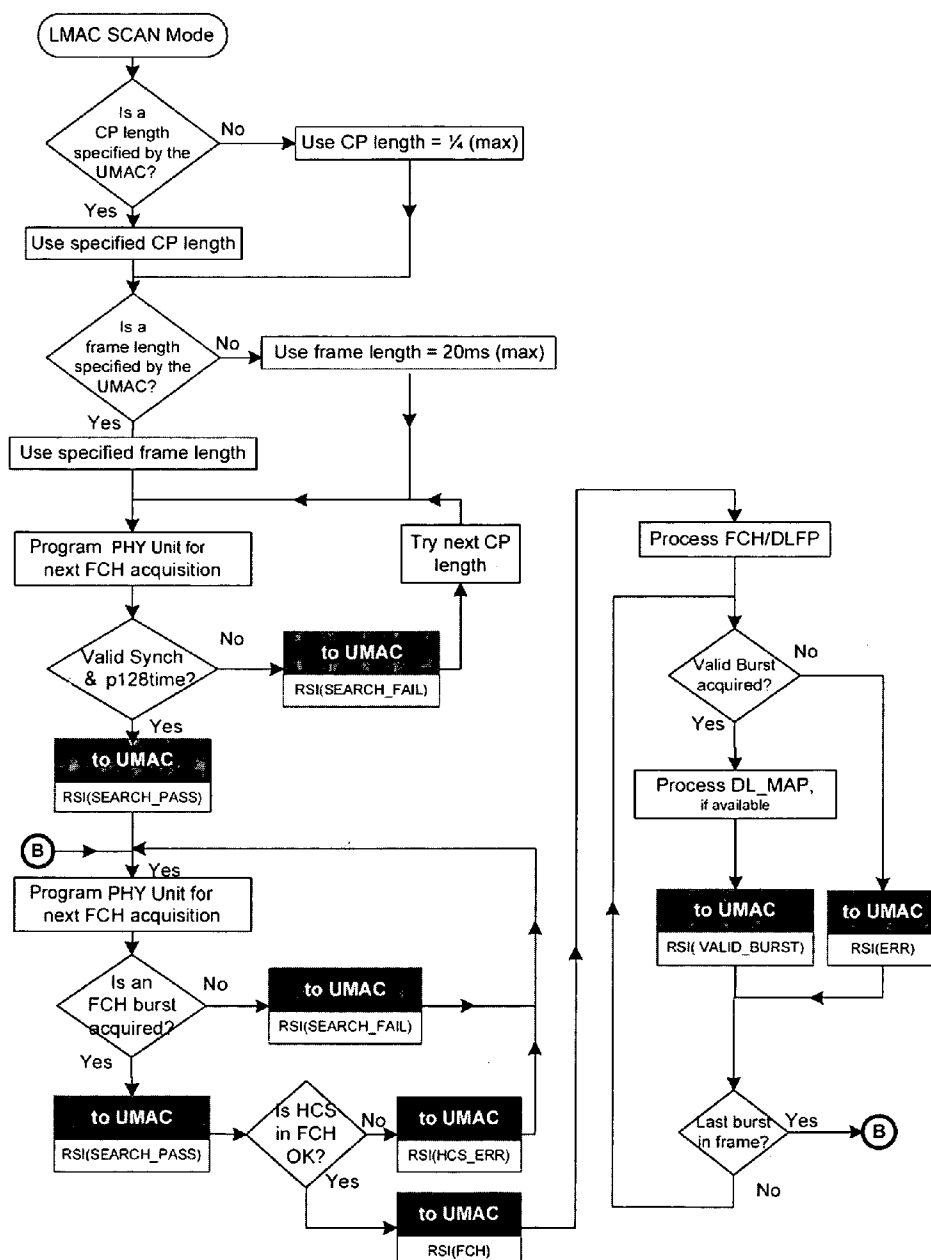 LMAC SCAN Mode
Is a
CP length
specified by the
UMAC?
No
Use CP length = ¼ (max)
Yes
Use specified CP length
Is a
frame length
specified by the
UMAC?
No
Use frame length = 20ms (max)
Yes
Use specified frame length
Program PHY Unit for
next FCH acquisition
Try next CP
length
Valid Synch
& p128time?
No
to UMAC
RSI(SEARCH_FAIL)
Yes
to UMAC
RSI(SEARCH_PASS)
B
Yes
Program PHY Unit for
next FCH acquisition
Is an
FCH burst
acquired?
No
to UMAC
RSI(SEARCH_FAIL)
Yes
to UMAC
RSI(SEARCH_PASS)
Is HCS
in FCH
OK?
No
to UMAC
RSI(HCS_ERR)
Yes
to UMAC
RSI(FCH)
Process FCH/DLFP
Valid Burst
acquired?
No
Yes
Process DL_MAP,
if available
to UMAC
RSI( VALID_BURST)
to UMAC
RSI(ERR)
Last burst
in frame?
Yes
B
No